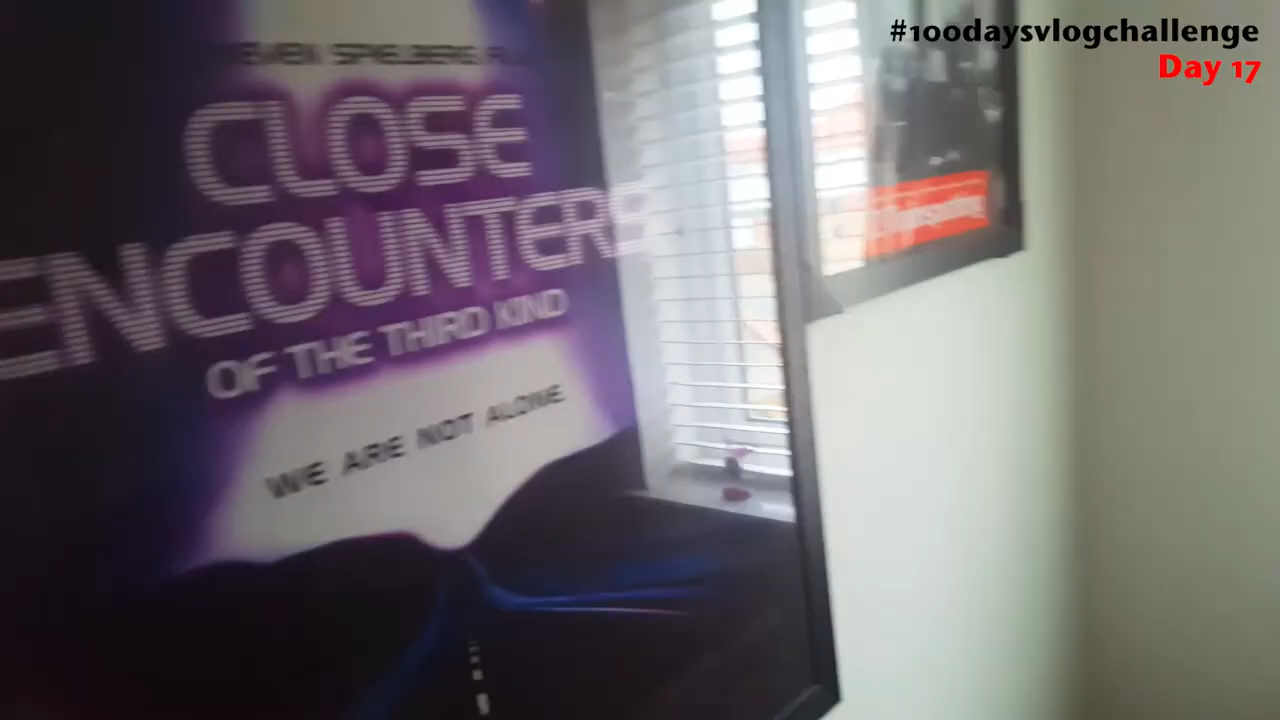 #100daysvlogchallenge
Day 17
CLOSE
ENCOUNTERS
OF THE THIRD KIND
WE ARE NOT ALONE